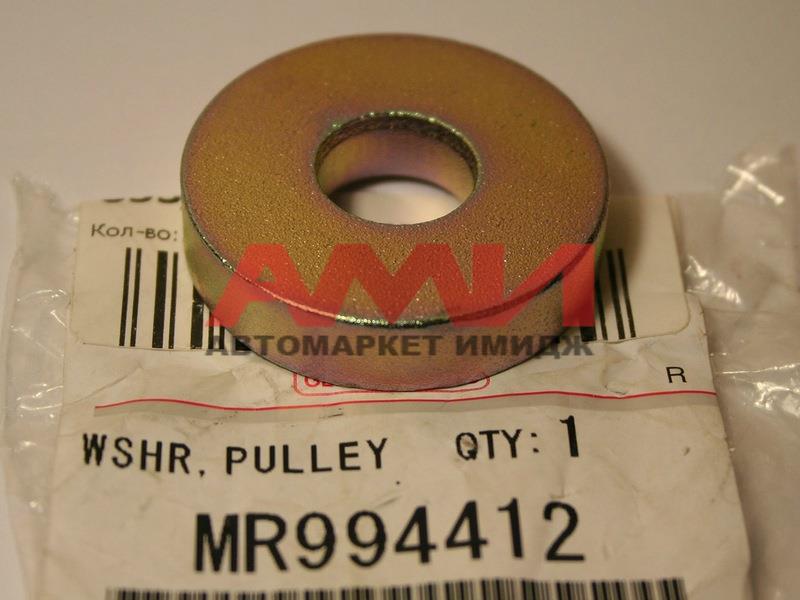 Кол-во:
АМИ
АВТОМАРКЕТ ИМИДЖ
R
WSHR, PULLEY QTY: 1
MR994412